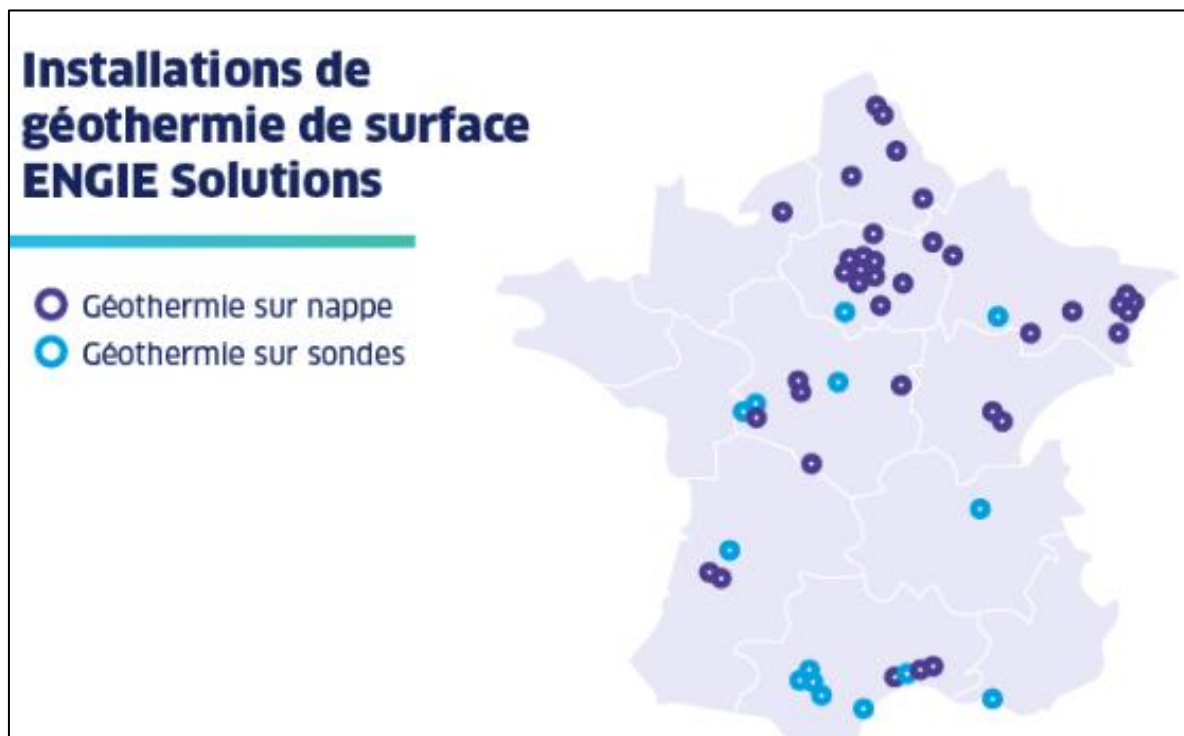 Installations de
géothermie de surface
ENGIE Solutions
Géothermie sur nappe
Géothermie sur sondes